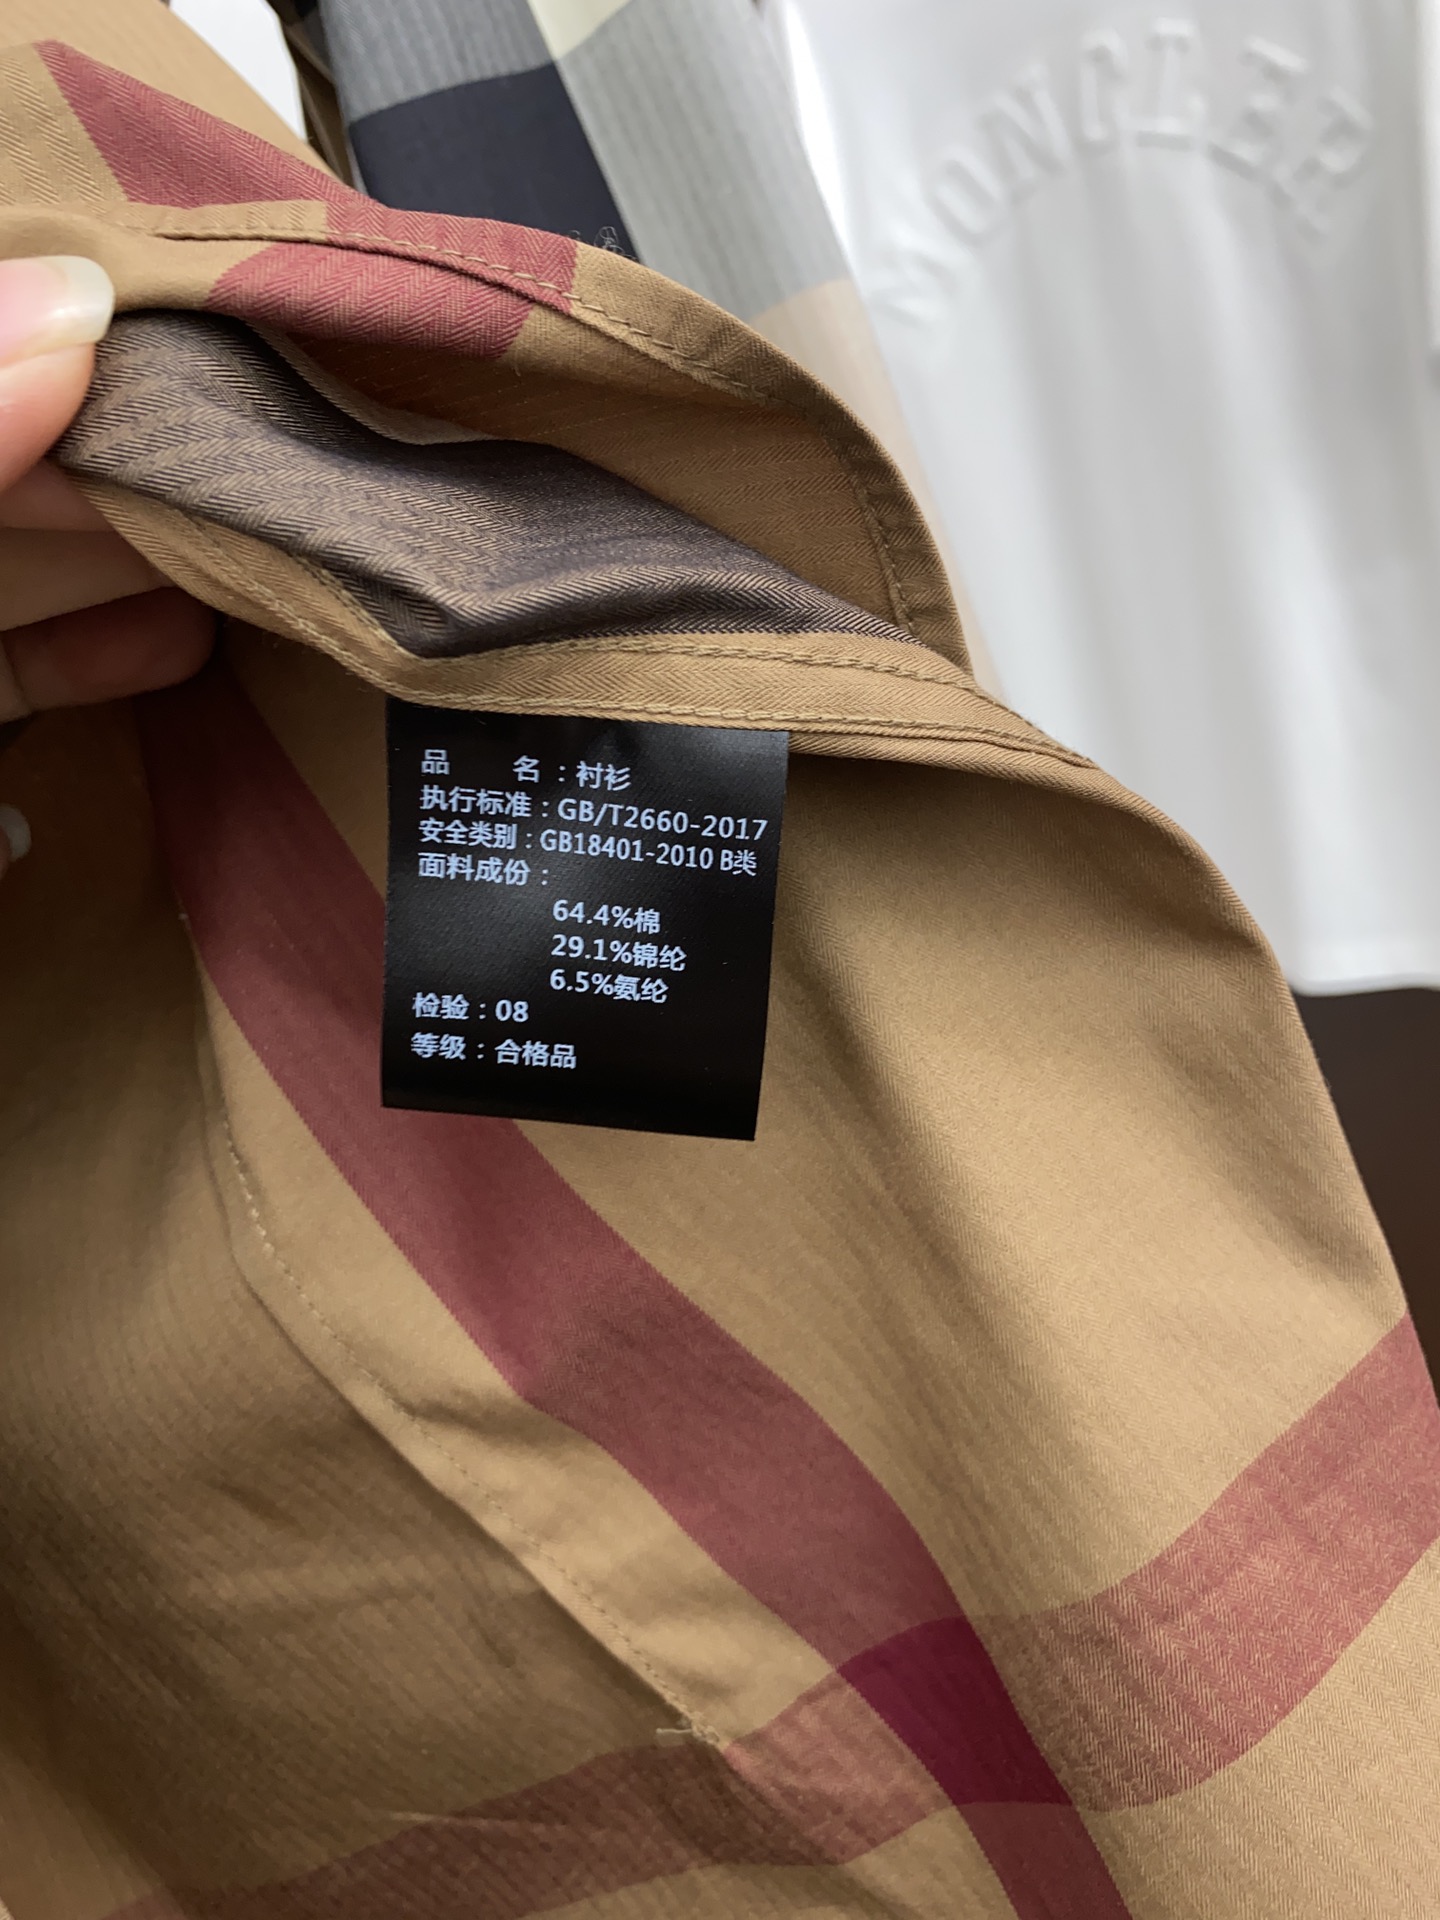 MONCLER
品 名：衬衫
执行标准：GB/T2660-2017
安全类别：GB18401-2010 B类
面料成份：
64.4%棉
29.1%锦纶
6.5%氨纶
检验：08
等级：合格品